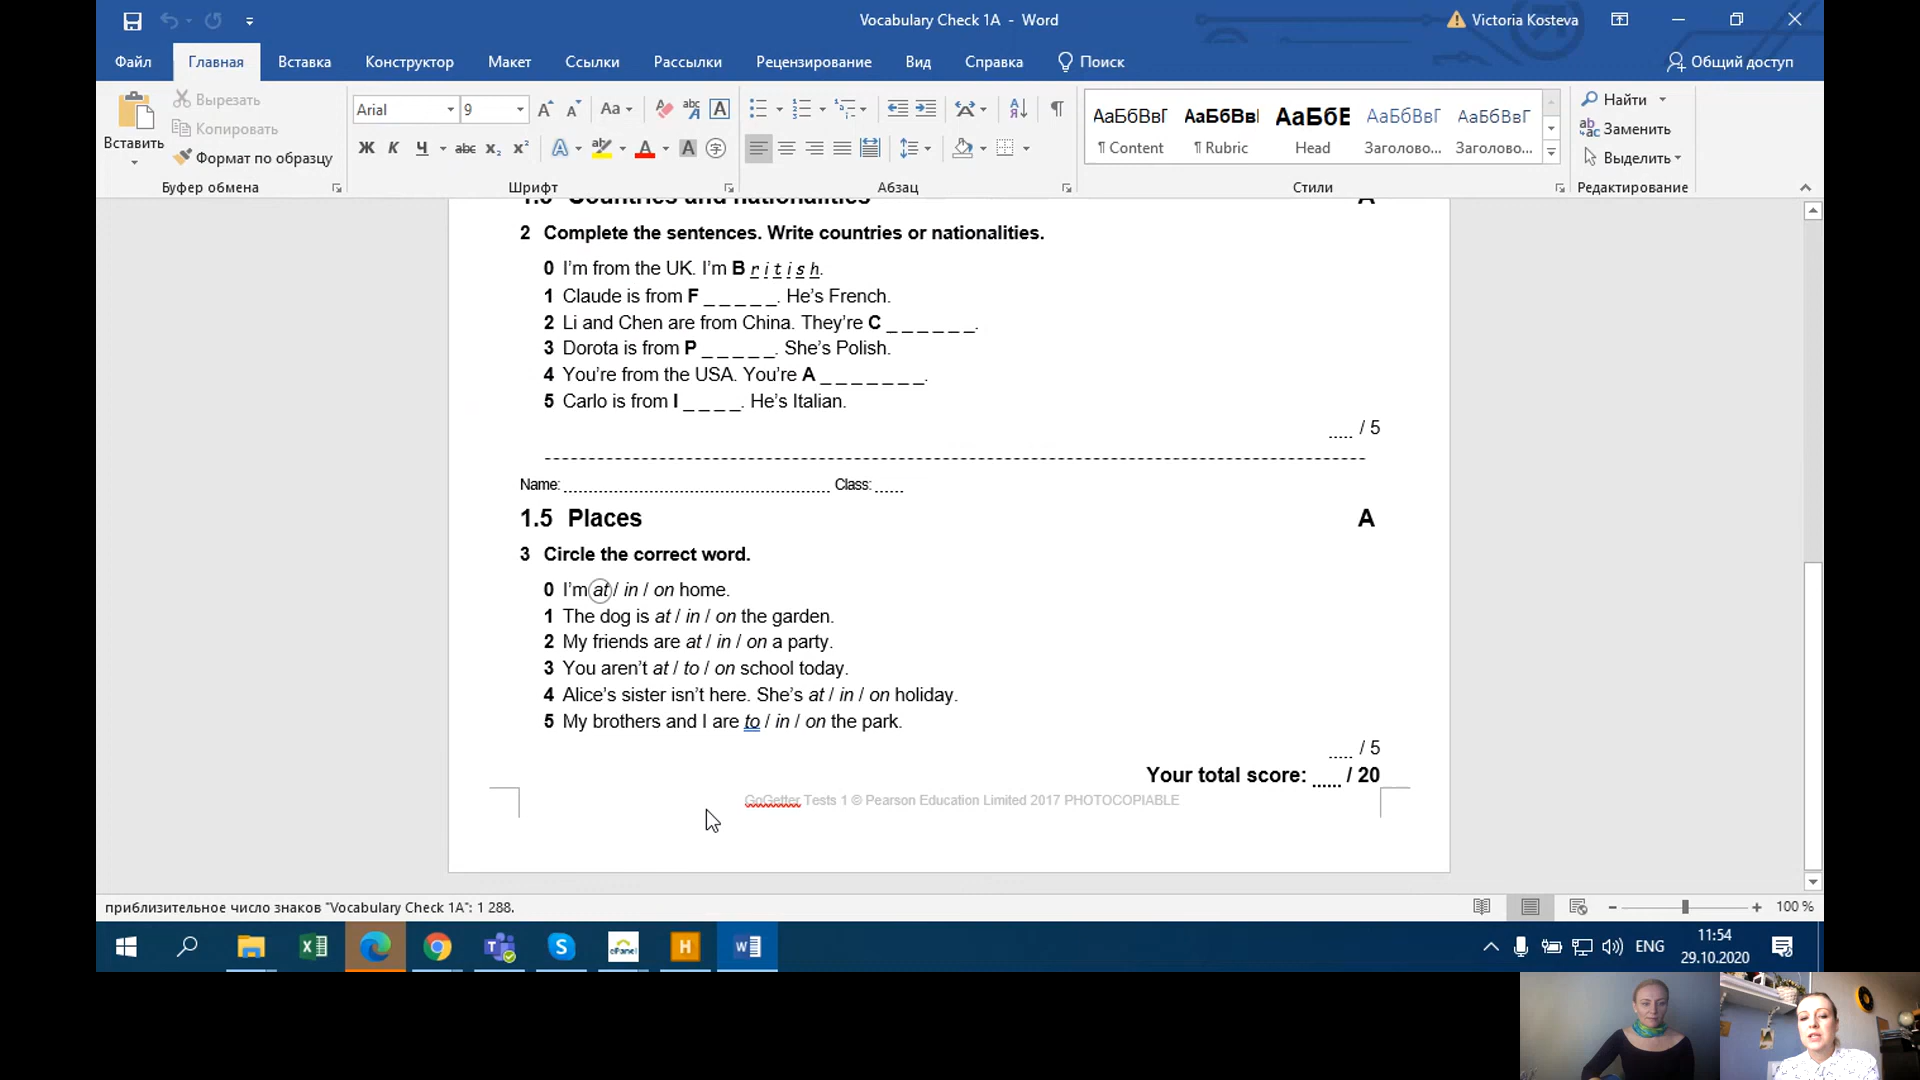 Vocabulary Check 1A - Word
Victoria Kosteva
Файл Главная Вставка Конструктор Макет Ссылки Рассылки Рецензирование Вид Справка Поиск Общий доступ
Вставить
Вырезать
Копировать
Формат по образцу
Буфер обмена
Arial 9
Aa
Ж К Ч abc x₂ x²
Шрифт
Абзац
АаБбВвГ АаБбВвІ АаБбЕ АаБбВвГ АаБбВвГ
¶ Content ¶ Rubric Head Заголово... Заголово...
Стили
Найти
Заменить
Выделить
Редактирование
1.3 Countries and nationalities A
2 Complete the sentences. Write countries or nationalities.
0 I'm from the UK. I'm B r i t i s h.
1 Claude is from F _ _ _ _ _. He's French.
2 Li and Chen are from China. They're C _ _ _ _ _ _.
3 Dorota is from P _ _ _ _ _. She's Polish.
4 You're from the USA. You're A _ _ _ _ _ _ _.
5 Carlo is from I _ _ _ _. He's Italian.
..... / 5
Name: ................................................ Class: ......
1.5 Places A
3 Circle the correct word.
0 I'm at / in / on home.
1 The dog is at / in / on the garden.
2 My friends are at / in / on a party.
3 You aren't at / to / on school today.
4 Alice's sister isn't here. She's at / in / on holiday.
5 My brothers and I are to / in / on the park.
..... / 5
Your total score: ..... / 20
GoGetter Tests 1 © Pearson Education Limited 2017 PHOTOCOPIABLE
приблизительное число знаков "Vocabulary Check 1A": 1 288.
100 %
ENG
11:54
29.10.2020